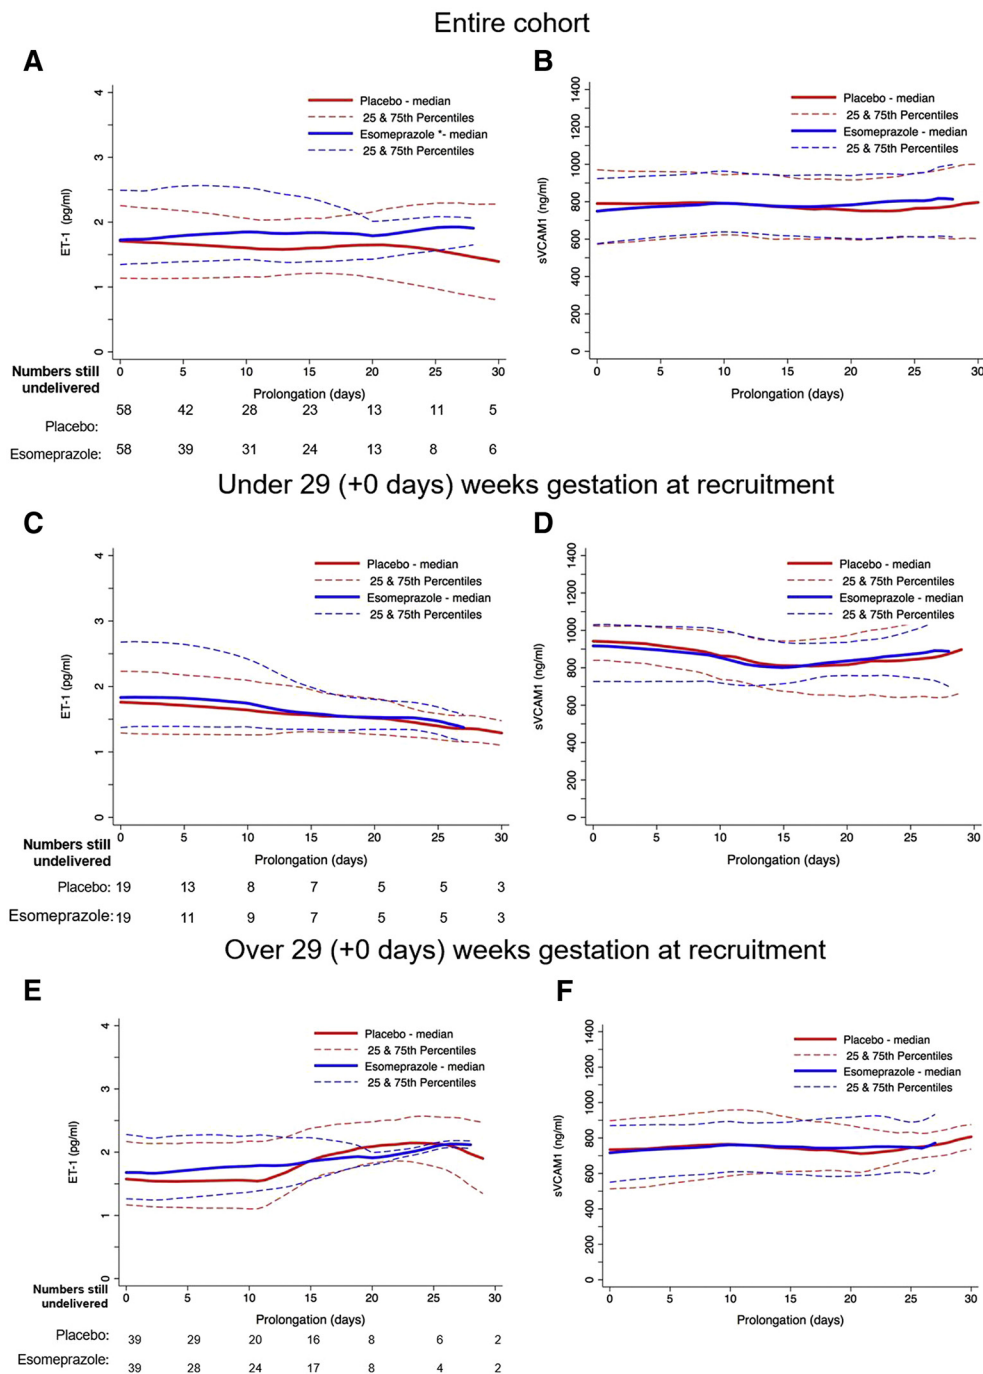 Entire cohort
A
B
Placebo - median
25 & 75th Percentiles
Esomeprazole *- median
25 & 75th Percentiles
ET-1 (pg/ml)
4
3
2
1
0
0 5 10 15 20 25 30
Prolongation (days)
Placebo - median
25 & 75th Percentiles
Esomeprazole - median
25 & 75th Percentiles
sVCAM1 (ng/ml)
1400
1200
1000
800
600
400
200
0
0 5 10 15 20 25 30
Prolongation (days)
Numbers still
undelivered
Placebo: 58 42 28 23 13 11 5
Esomeprazole: 58 39 31 24 13 8 6
Under 29 (+0 days) weeks gestation at recruitment
C
D
Placebo - median
25 & 75th Percentiles
Esomeprazole - median
25 & 75th Percentiles
ET-1 (pg/ml)
4
3
2
1
0
0 5 10 15 20 25 30
Prolongation (days)
Placebo - median
25 & 75th Percentiles
Esomeprazole - median
25 & 75th Percentiles
sVCAM1 (ng/ml)
1400
1200
1000
800
600
400
200
0
0 5 10 15 20 25 30
Prolongation (days)
Numbers still
undelivered
Placebo: 19 13 8 7 5 5 3
Esomeprazole: 19 11 9 7 5 5 3
Over 29 (+0 days) weeks gestation at recruitment
E
F
Placebo - median
25 & 75th Percentiles
Esomeprazole - median
25 & 75th Percentiles
ET-1 (pg/ml)
4
3
2
1
0
0 5 10 15 20 25 30
Prolongation (days)
Placebo - median
25 & 75th Percentiles
Esomeprazole - median
25 & 75th Percentiles
sVCAM1 (ng/ml)
1400
1200
1000
800
600
400
200
0
0 5 10 15 20 25 30
Prolongation (days)
Numbers still
undelivered
Placebo: 39 29 20 16 8 6 2
Esomeprazole: 39 28 24 17 8 4 2